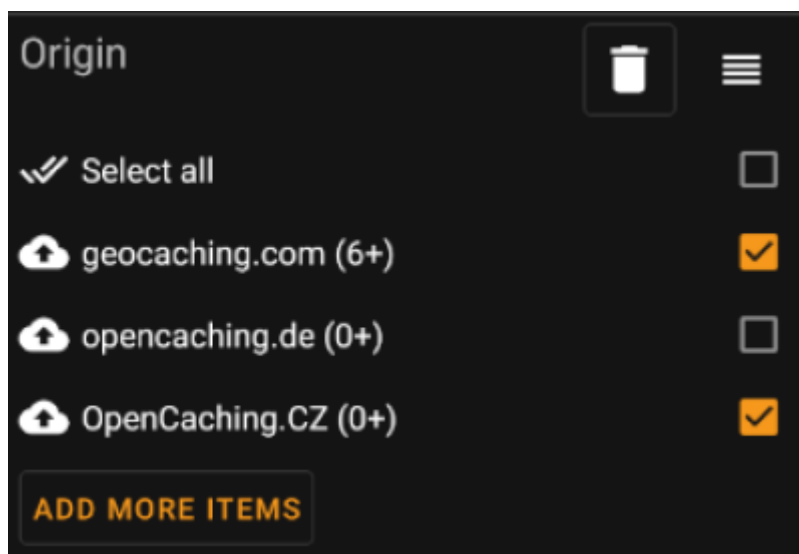 Origin
Select all
geocaching.com (6+)
opencaching.de (0+)
OpenCaching.CZ (0+)
ADD MORE ITEMS